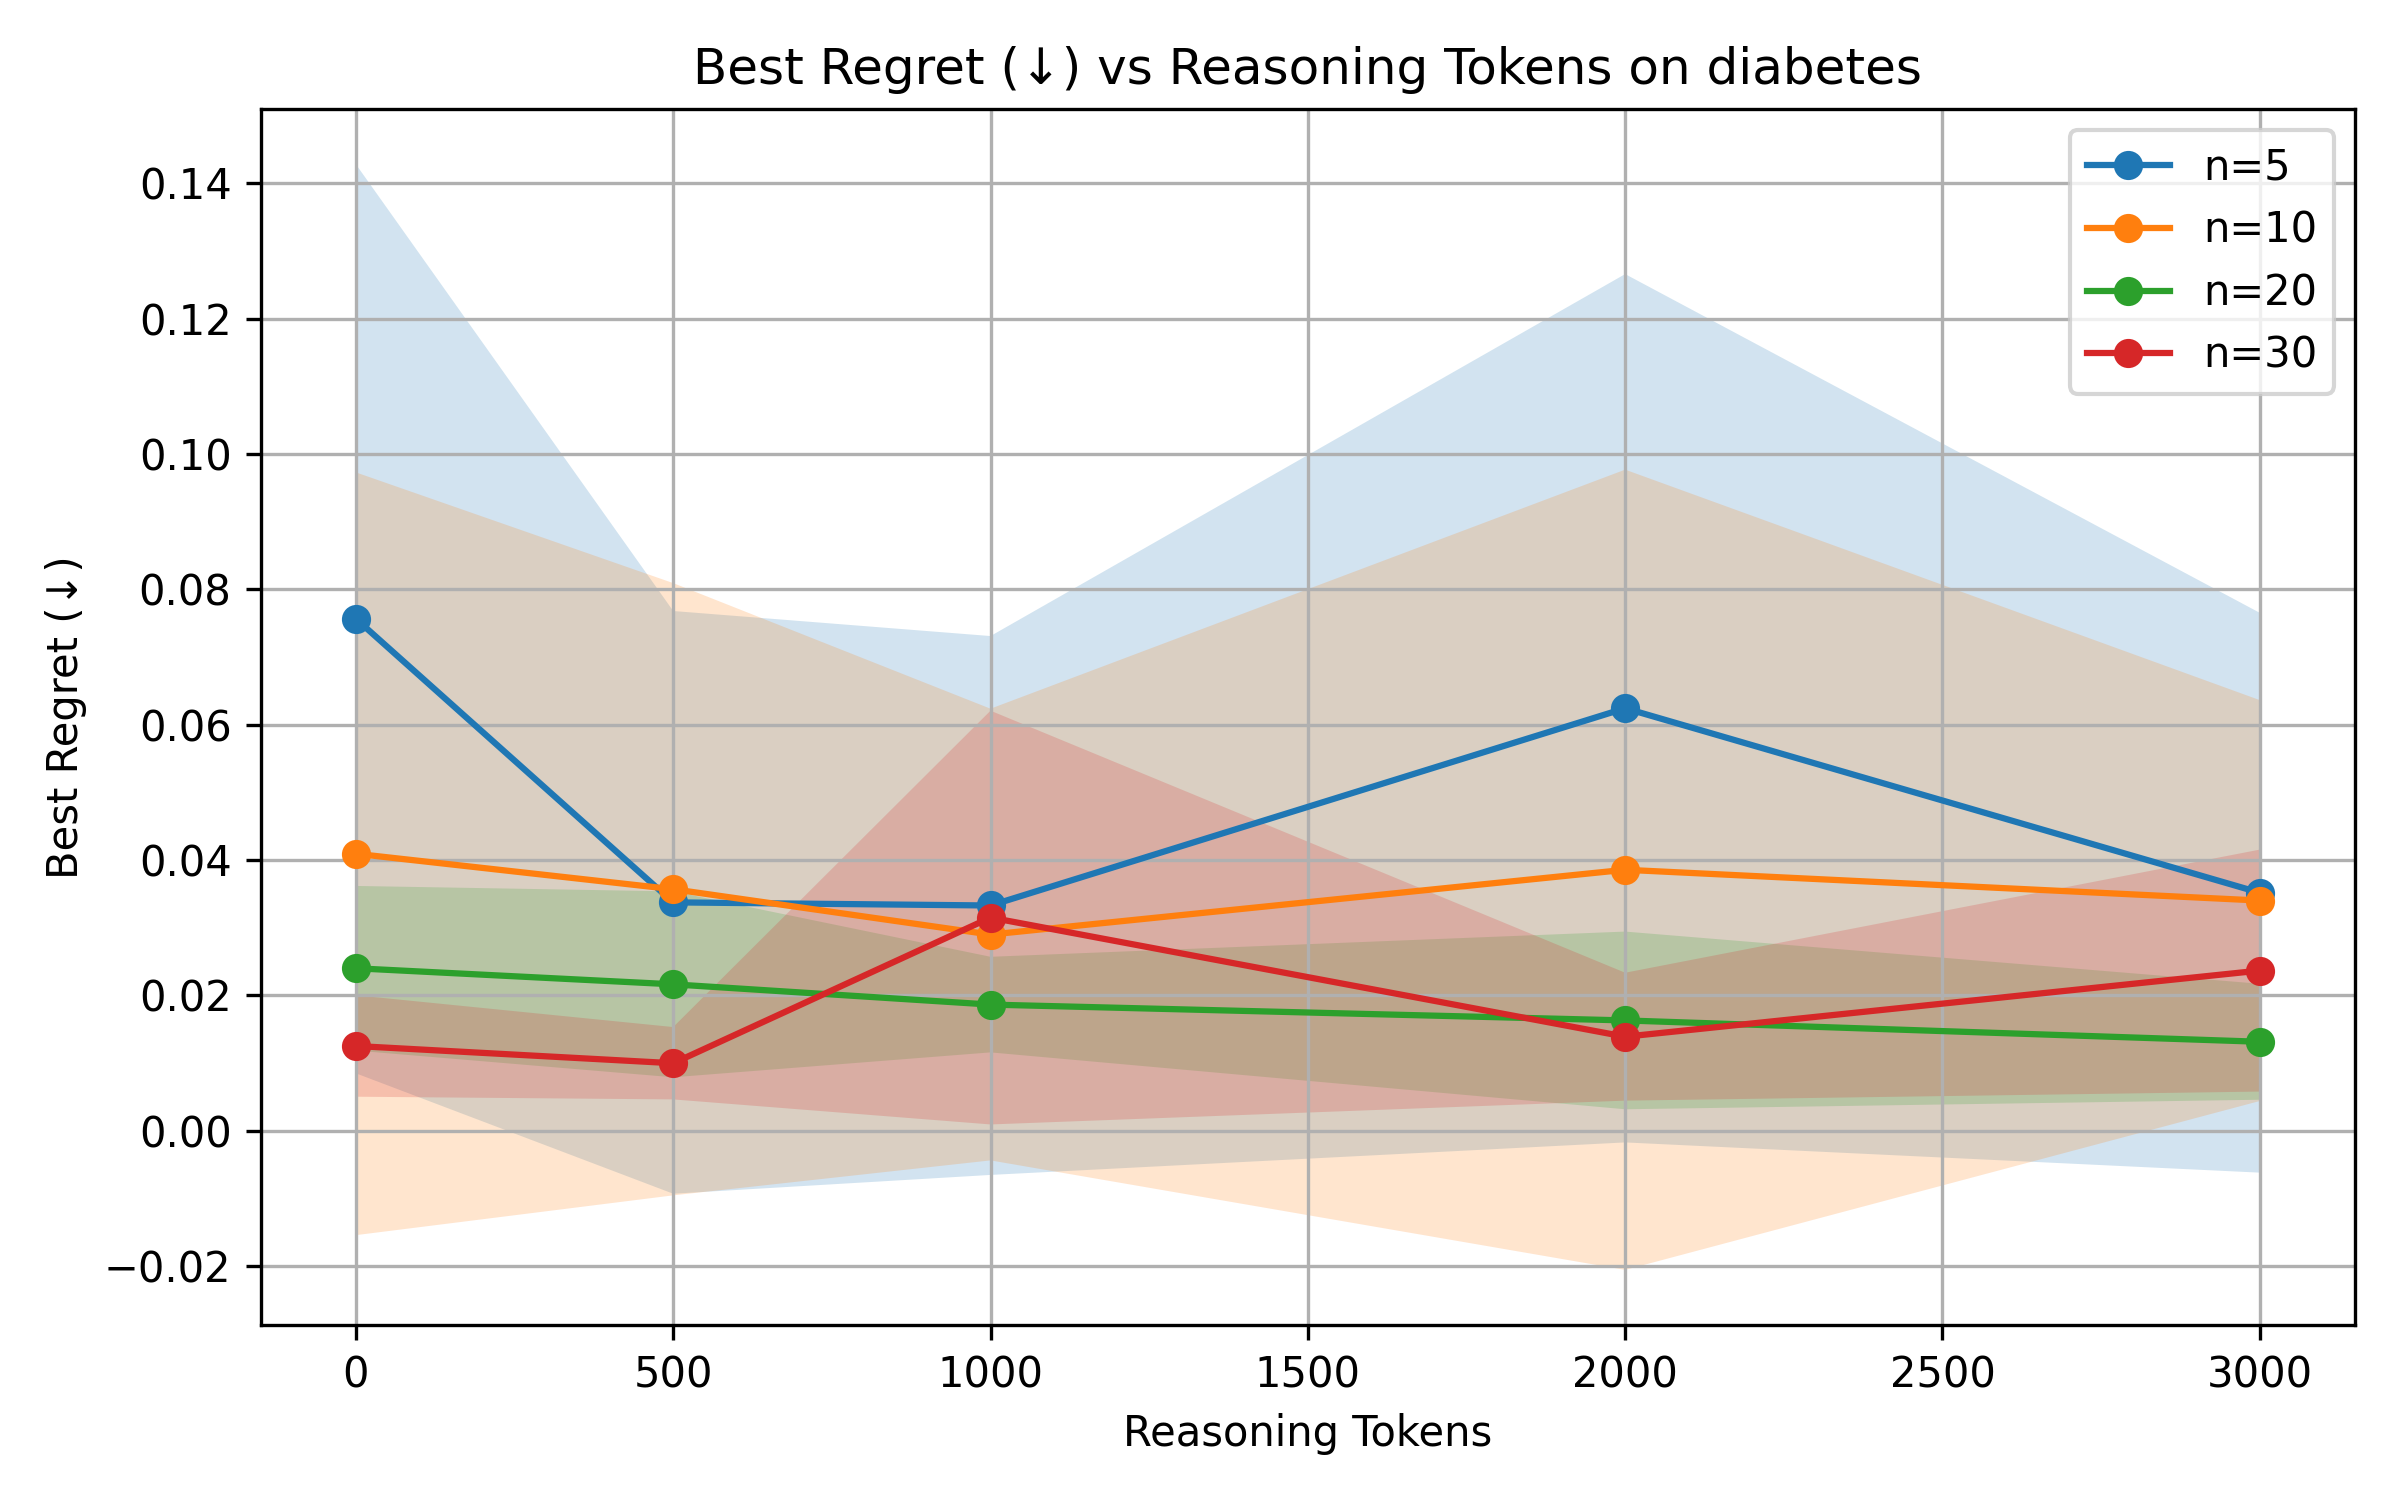 Best Regret (↓) vs Reasoning Tokens on diabetes
n=5
n=10
n=20
n=30
Best Regret (↓)
0.14
0.12
0.10
0.08
0.06
0.04
0.02
0.00
−0.02
0 500 1000 1500 2000 2500 3000
Reasoning Tokens